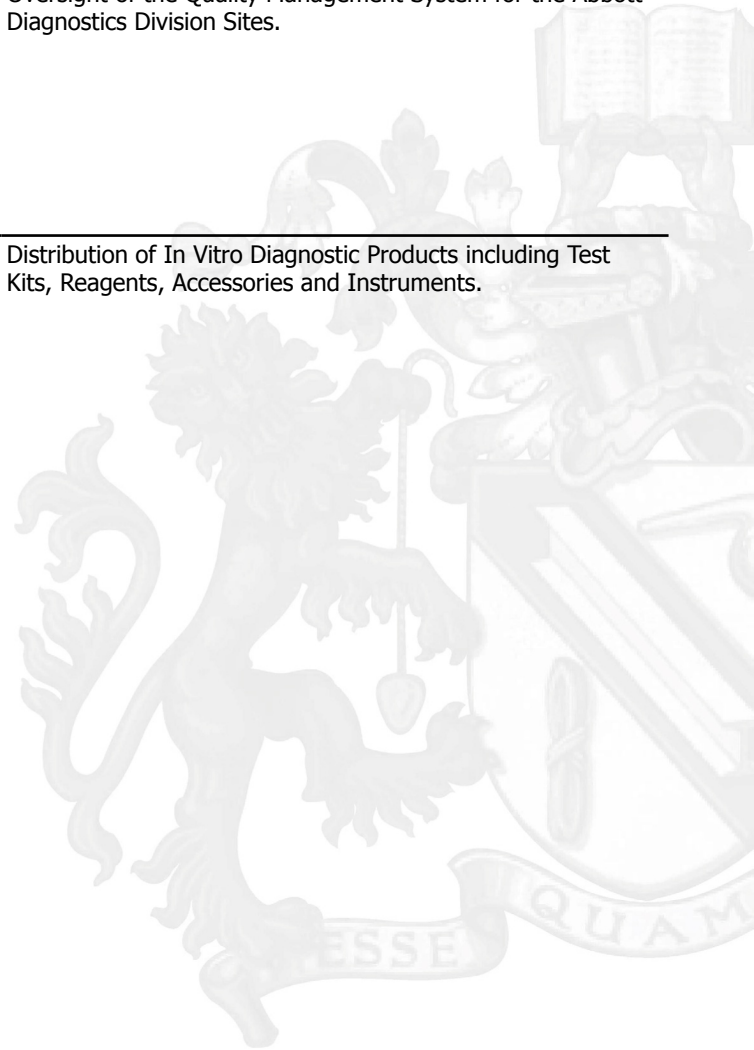 Oversight of the Quality Management System for the Abbott
Diagnostics Division Sites.
Distribution of In Vitro Diagnostic Products including Test
Kits, Reagents, Accessories and Instruments.
ESSE QUAM